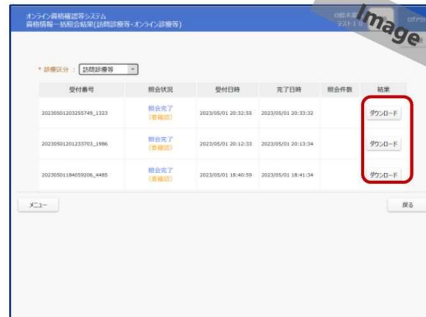 オンライン資格確認等システム
資格情報－一括照会結果(訪問診療等・オンライン診療等)
Image
* 診療区分 : 訪問診療等
受付番号 照会状況 受付日時 完了日時 照会件数 結果
20230501203255749_1323 照会完了 (要確認) 2023/05/01 20:32:55 2023/05/01 20:33:32 ダウンロード
20230501201233703_1986 照会完了 (要確認) 2023/05/01 20:12:33 2023/05/01 20:13:34 ダウンロード
20230501184059206_4485 照会完了 (要確認) 2023/05/01 18:40:59 2023/05/01 18:41:34 ダウンロード
メニュー 戻る